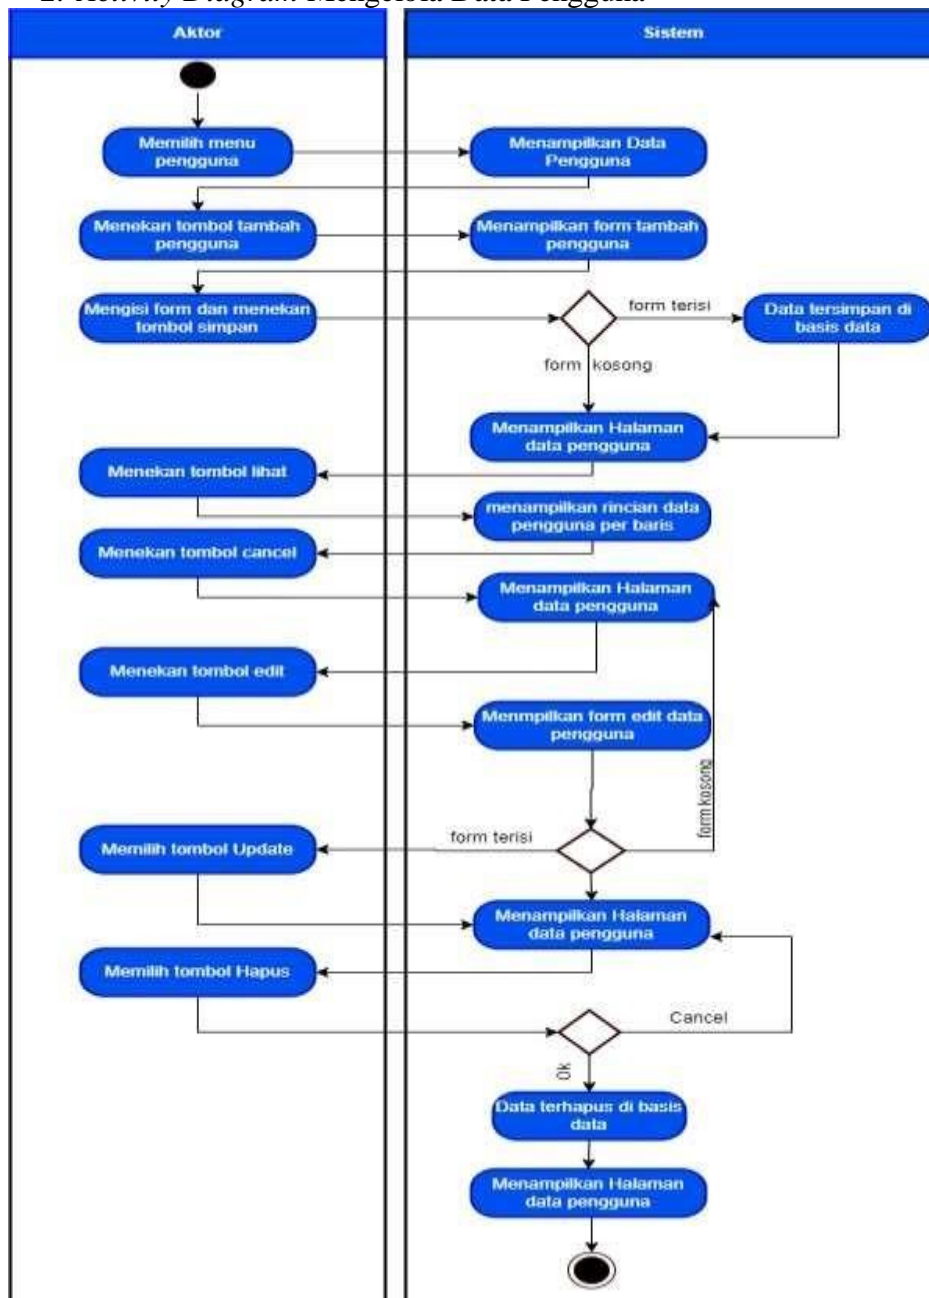 2. Activity Diagram Mengelola Data Pengguna
Aktor
Sistem
Memilih menu
pengguna
Menampilkan Data
Pengguna
Menekan tombol tambah
pengguna
Menampilkan form tambah
pengguna
Mengisi form dan menekan
tombol simpan
form terisi
Data tersimpan di
basis data
form kosong
Menampilkan Halaman
data pengguna
Menekan tombol lihat
menampilkan rincian data
pengguna per baris
Menekan tombol cancel
Menampilkan Halaman
data pengguna
Menekan tombol edit
Menmpilkan form edit data
pengguna
form kosong
form terisi
Memilih tombol Update
Menampilkan Halaman
data pengguna
Memilih tombol Hapus
Cancel
Ok
Data terhapus di basis
data
Menampilkan Halaman
data pengguna